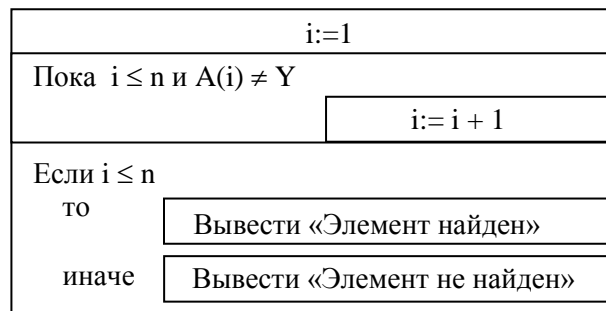 i:=1
Пока i ≤ n и A(i) ≠ Y
i:= i + 1
Если i ≤ n
то
Вывести «Элемент найден»
иначе
Вывести «Элемент не найден»